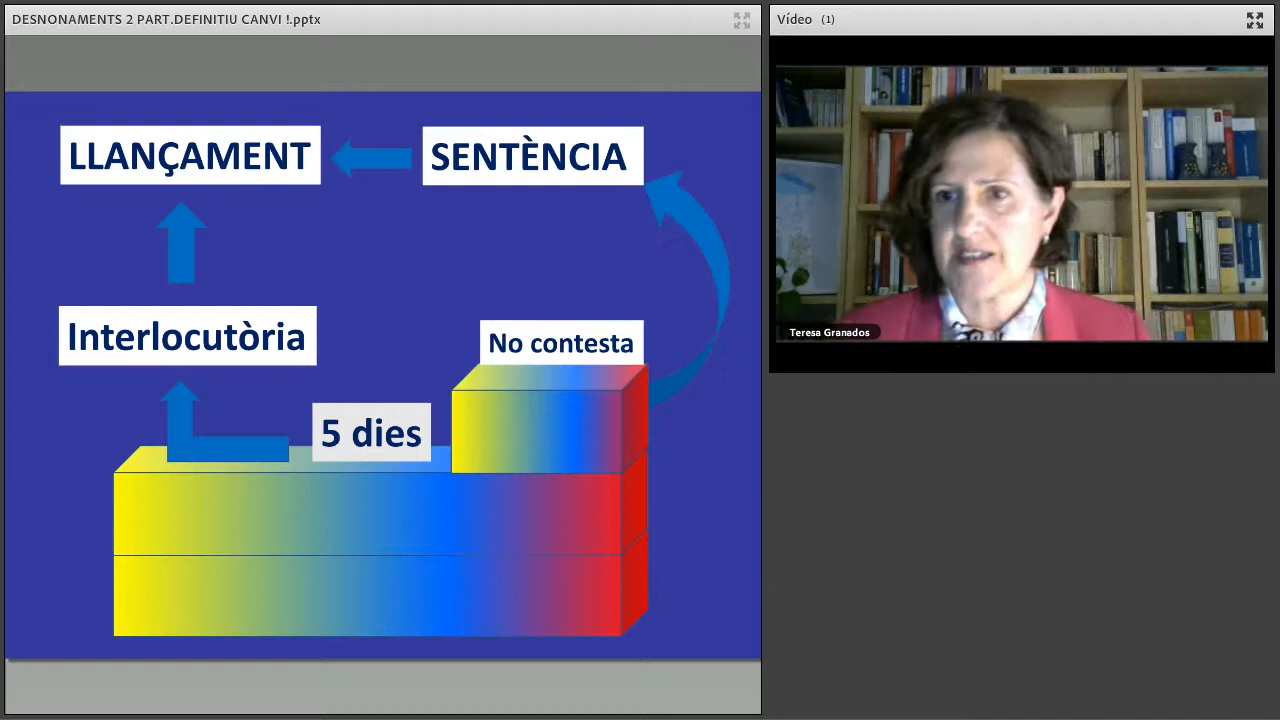 DESNONAMENTS 2 PART.DEFINITIU CANVI !.pptx
Vídeo (1)
LLANÇAMENT
SENTÈNCIA
Interlocutòria
No contesta
5 dies
Teresa Granados